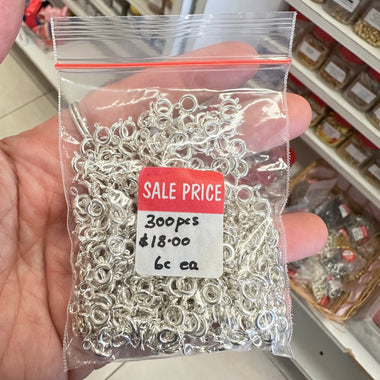 SALE PRICE
300pcs
$18.00
6c ea